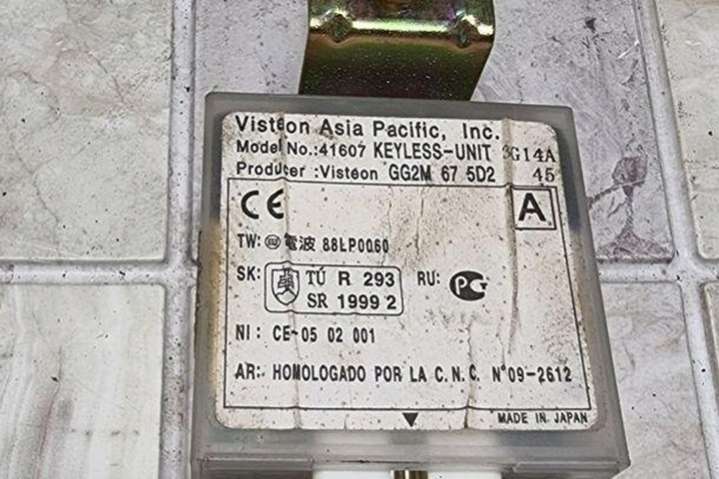 Visteon Asia Pacific, Inc.
Model No.:41607 KEYLESS-UNIT 3G14A
Producer :Visteon GG2M 67 5D2 45
CE A
TW: 電波 88LP0060
SK: TÚ R 293 RU: PG
SR 1999 2
NI: CE-05 02 001
AR: HOMOLOGADO POR LA C.N.C. N°09-2612
MADE IN JAPAN